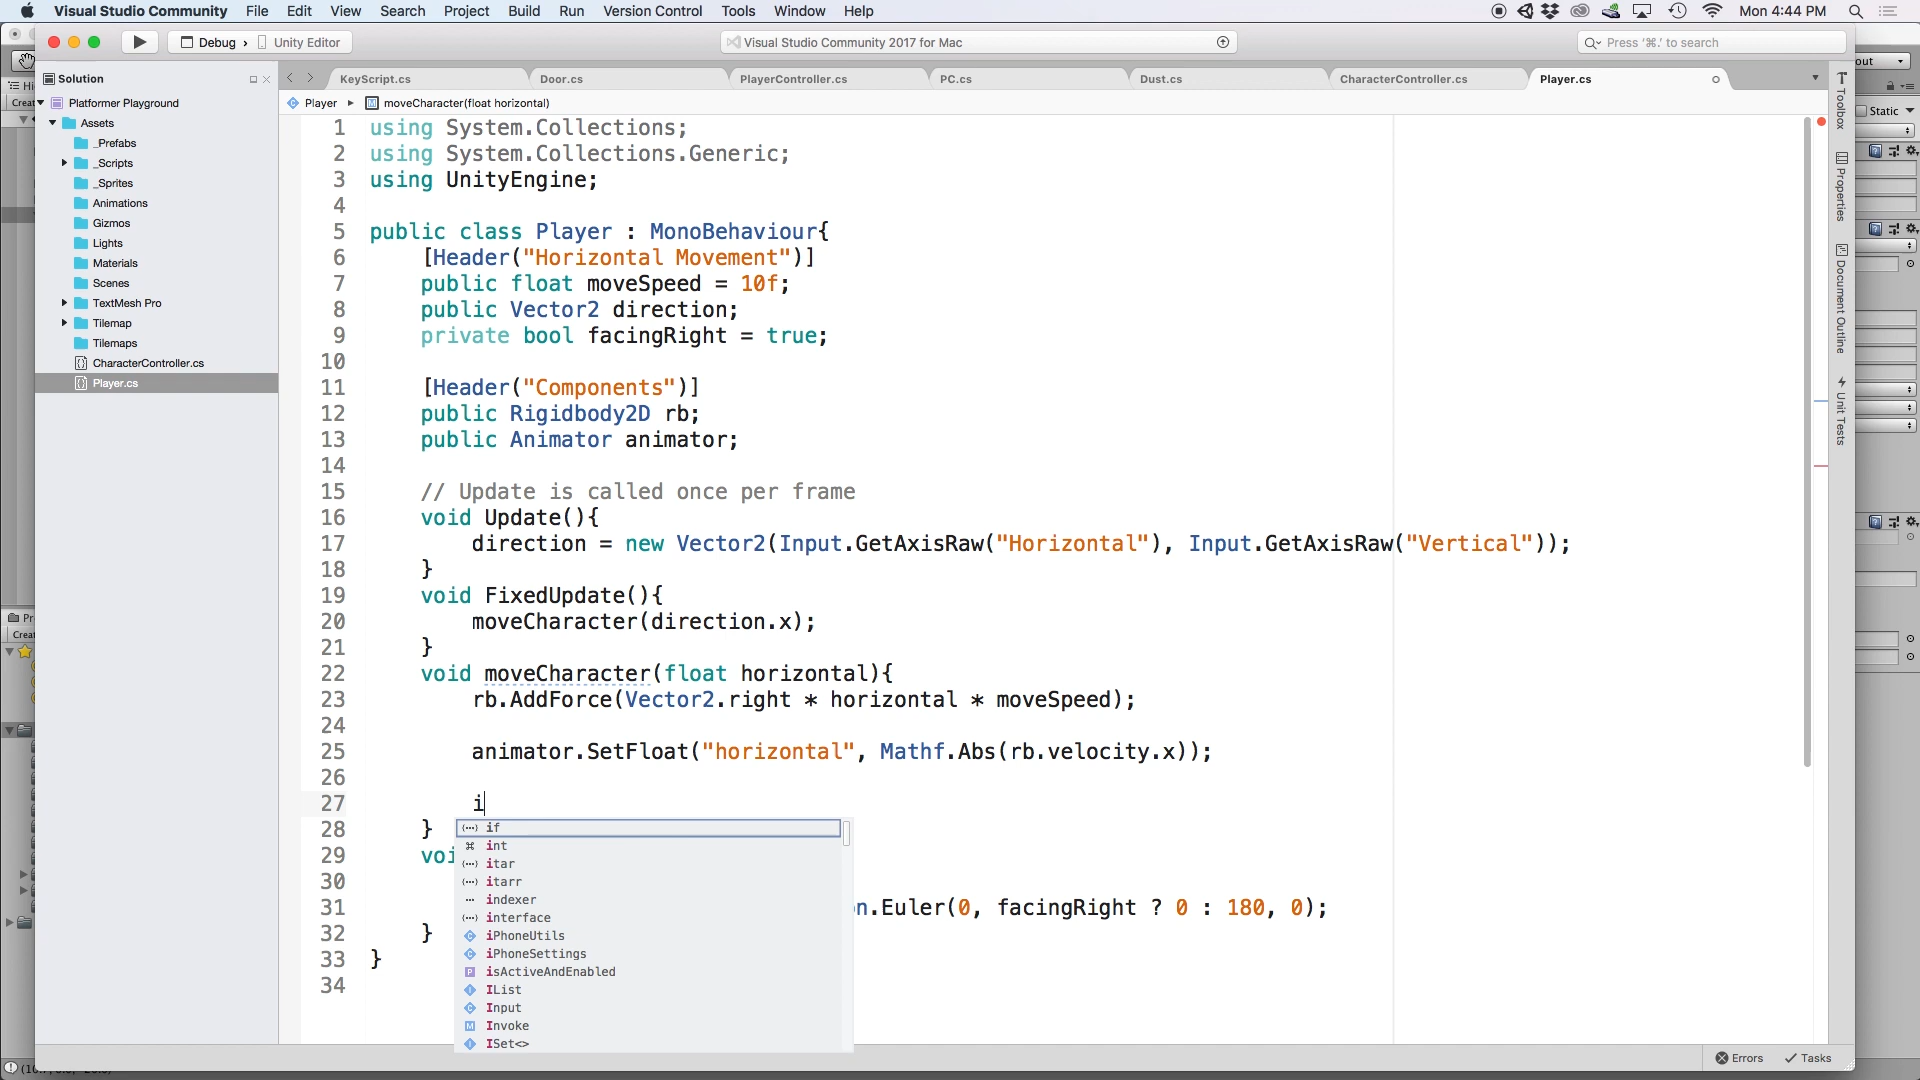 Visual Studio Community File Edit View Search Project Build Run Version Control Tools Window Help Mon 4:44 PM
Debug › Unity Editor Visual Studio Community 2017 for Mac Press '⌘.' to search
Solution
Platformer Playground
Assets
_Prefabs
_Scripts
_Sprites
Animations
Gizmos
Lights
Materials
Scenes
TextMesh Pro
Tilemap
Tilemaps
CharacterController.cs
Player.cs
KeyScript.cs Door.cs PlayerController.cs PC.cs Dust.cs CharacterController.cs Player.cs
Player ▸ moveCharacter(float horizontal)
1 using System.Collections;
2 using System.Collections.Generic;
3 using UnityEngine;
4
5 public class Player : MonoBehaviour{
6 [Header("Horizontal Movement")]
7 public float moveSpeed = 10f;
8 public Vector2 direction;
9 private bool facingRight = true;
10
11 [Header("Components")]
12 public Rigidbody2D rb;
13 public Animator animator;
14
15 // Update is called once per frame
16 void Update(){
17 direction = new Vector2(Input.GetAxisRaw("Horizontal"), Input.GetAxisRaw("Vertical"));
18 }
19 void FixedUpdate(){
20 moveCharacter(direction.x);
21 }
22 void moveCharacter(float horizontal){
23 rb.AddForce(Vector2.right * horizontal * moveSpeed);
24
25 animator.SetFloat("horizontal", Mathf.Abs(rb.velocity.x));
26
27 i
28 }
29 voi
30
31 n.Euler(0, facingRight ? 0 : 180, 0);
32 }
33 }
34
if
int
itar
itarr
indexer
interface
iPhoneUtils
iPhoneSettings
isActiveAndEnabled
IList
Input
Invoke
ISet<>
Toolbox
Properties
Document Outline
Unit Tests
out
Static
Hi
Creat
Pr
Creat
Errors Tasks